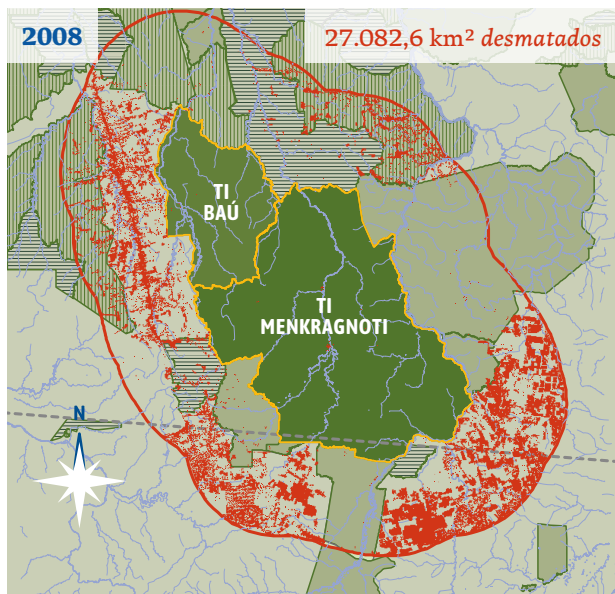 2008
27.082,6 km² desmatados
TI
BAÚ
TI
MENKRAGNOTI
N